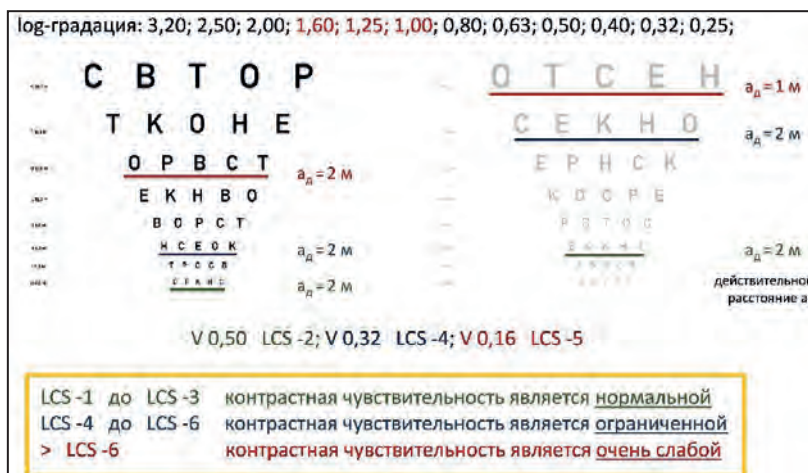 log-градация: 3,20; 2,50; 2,00; 1,60; 1,25; 1,00; 0,80; 0,63; 0,50; 0,40; 0,32; 0,25;
С В Т О Р
Т К О Н Е
О Р В С Т
aд = 2 м
Е К Н В О
В О Р С Т
Н С Е О К
aд = 2 м
aд = 2 м
О Т С Е Н
aд = 1 м
С Е К Н О
aд = 2 м
Е Р Н С К
К О С Р Е
Р В Т О С
aд = 2 м
действительно
расстояние а
V 0,50 LCS -2; V 0,32 LCS -4; V 0,16 LCS -5
LCS -1 до LCS -3 контрастная чувствительность является нормальной
LCS -4 до LCS -6 контрастная чувствительность является ограниченной
> LCS -6 контрастная чувствительность является очень слабой